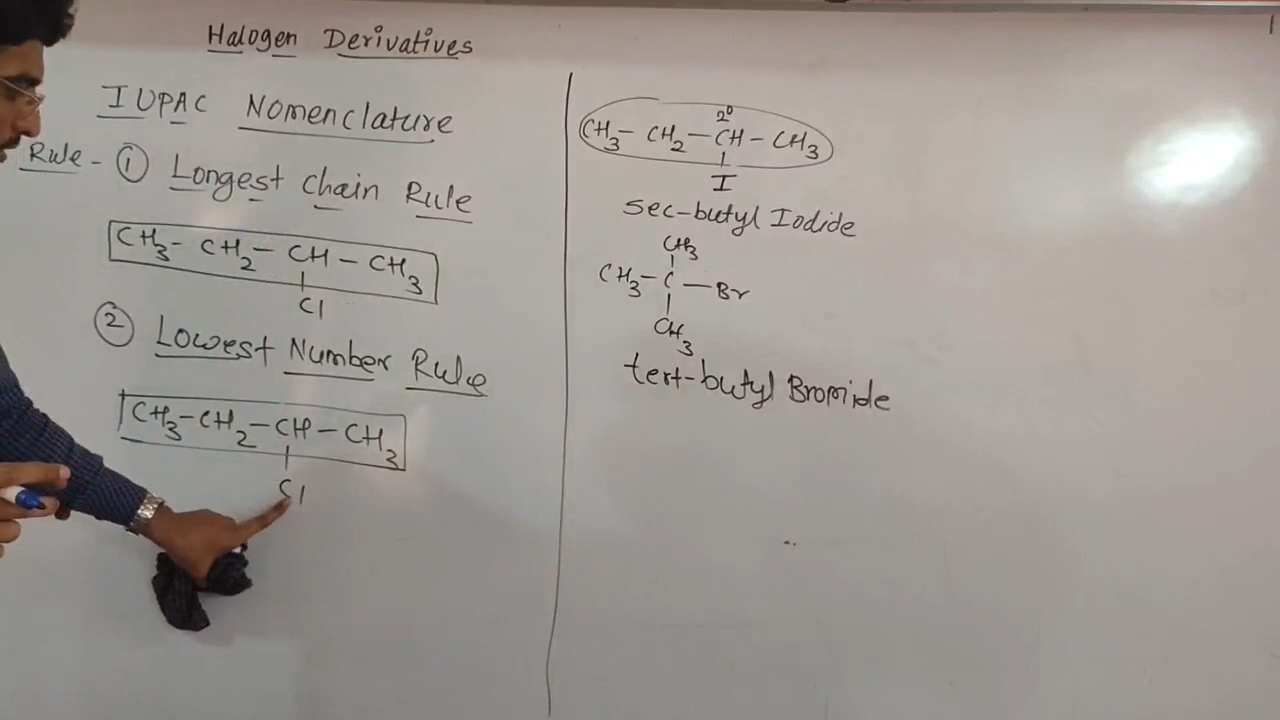 Halogen Derivatives
IUPAC Nomenclature
Rule - ① Longest Chain Rule
CH3- CH2- CH - CH3
Cl
② Lowest Number Rule
CH3-CH2-CH-CH3
Cl
2°
CH3- CH2-CH- CH3
I
sec-butyl Iodide
CH3
CH3-C-Br
CH3
tert-butyl Bromide